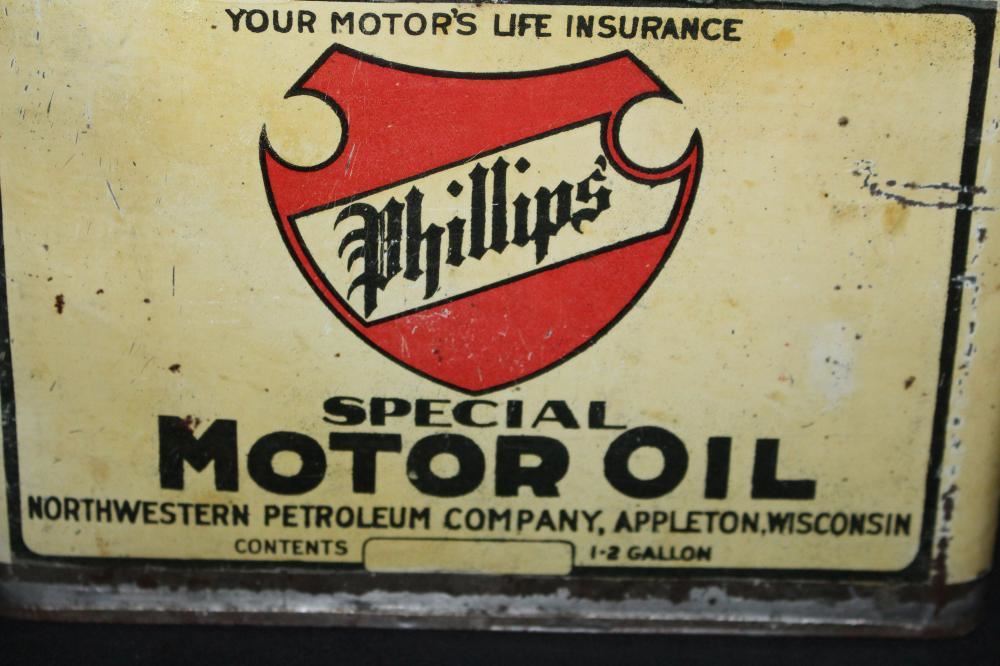 YOUR MOTOR'S LIFE INSURANCE
Phillips'
SPECIAL
MOTOR OIL
NORTHWESTERN PETROLEUM COMPANY, APPLETON, WISCONSIN
CONTENTS 1-2 GALLON